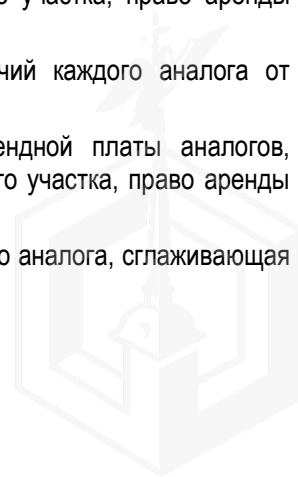 участка, право аренды
чий каждого аналога от
ендной платы аналогов,
го участка, право аренды
о аналога, сглаживающая